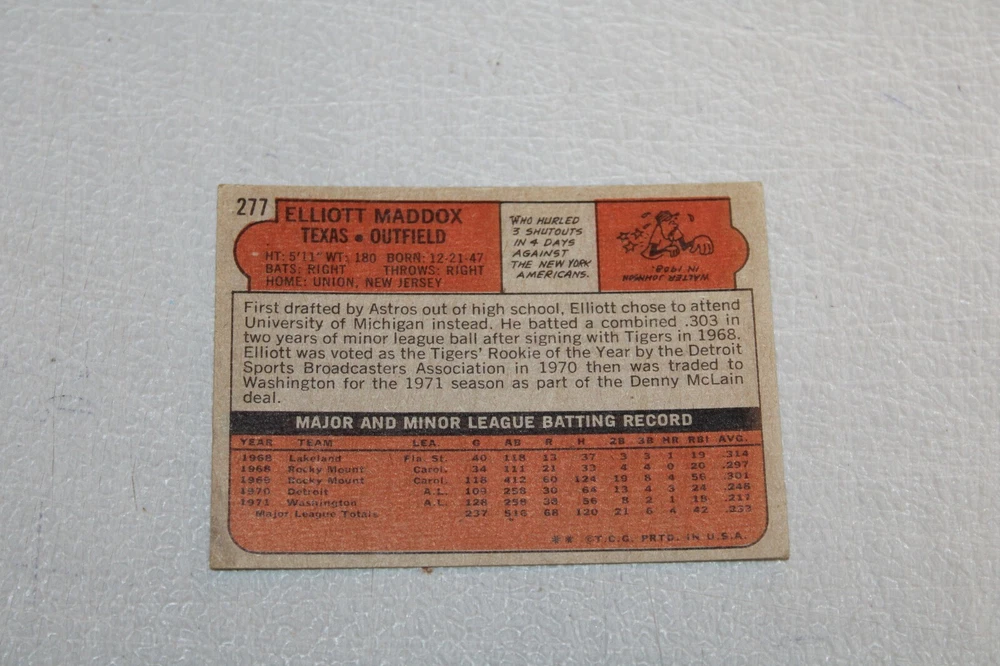 277
ELLIOTT MADDOX
TEXAS • OUTFIELD
HT: 5'11" WT: 180 BORN: 12-21-47
BATS: RIGHT THROWS: RIGHT
HOME: UNION, NEW JERSEY
WHO HURLED
3 SHUTOUTS
IN 4 DAYS
AGAINST
THE NEW YORK
AMERICANS.
WALTER JOHNSON
IN 1908.
First drafted by Astros out of high school, Elliott chose to attend
University of Michigan instead. He batted a combined .303 in
two years of minor league ball after signing with Tigers in 1968.
Elliott was voted as the Tigers' Rookie of the Year by the Detroit
Sports Broadcasters Association in 1970 then was traded to
Washington for the 1971 season as part of the Denny McLain
deal.
MAJOR AND MINOR LEAGUE BATTING RECORD
YEAR TEAM LEA. G AB R H 2B 3B HR RBI AVG.
1968 Lakeland Fla. St. 40 118 13 37 3 3 1 19 .314
1968 Rocky Mount Carol. 34 111 21 33 4 4 0 20 .297
1969 Rocky Mount Carol. 118 412 60 124 19 8 4 56 .301
1970 Detroit A.L. 109 258 30 64 13 4 3 24 .248
1971 Washington A.L. 128 258 38 56 8 2 1 18 .217
Major League Totals 237 516 68 120 21 6 4 42 .233
** ©T.C.G. PRTD. IN U.S.A.